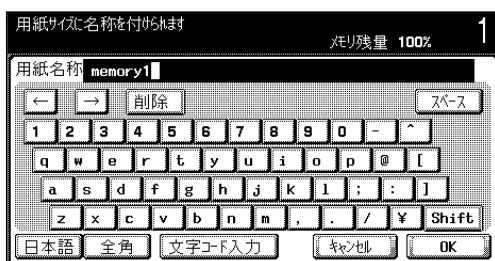 用紙サイズに名称を付けられます
メモリ残量 100% 1
用紙名称 memory1
← → 削除 スペース
1 2 3 4 5 6 7 8 9 0 - ^
q w e r t y u i o p @ [
a s d f g h j k l ; : ]
z x c v b n m , . / ¥ Shift
日本語 全角 文字コード入力 キャンセル OK